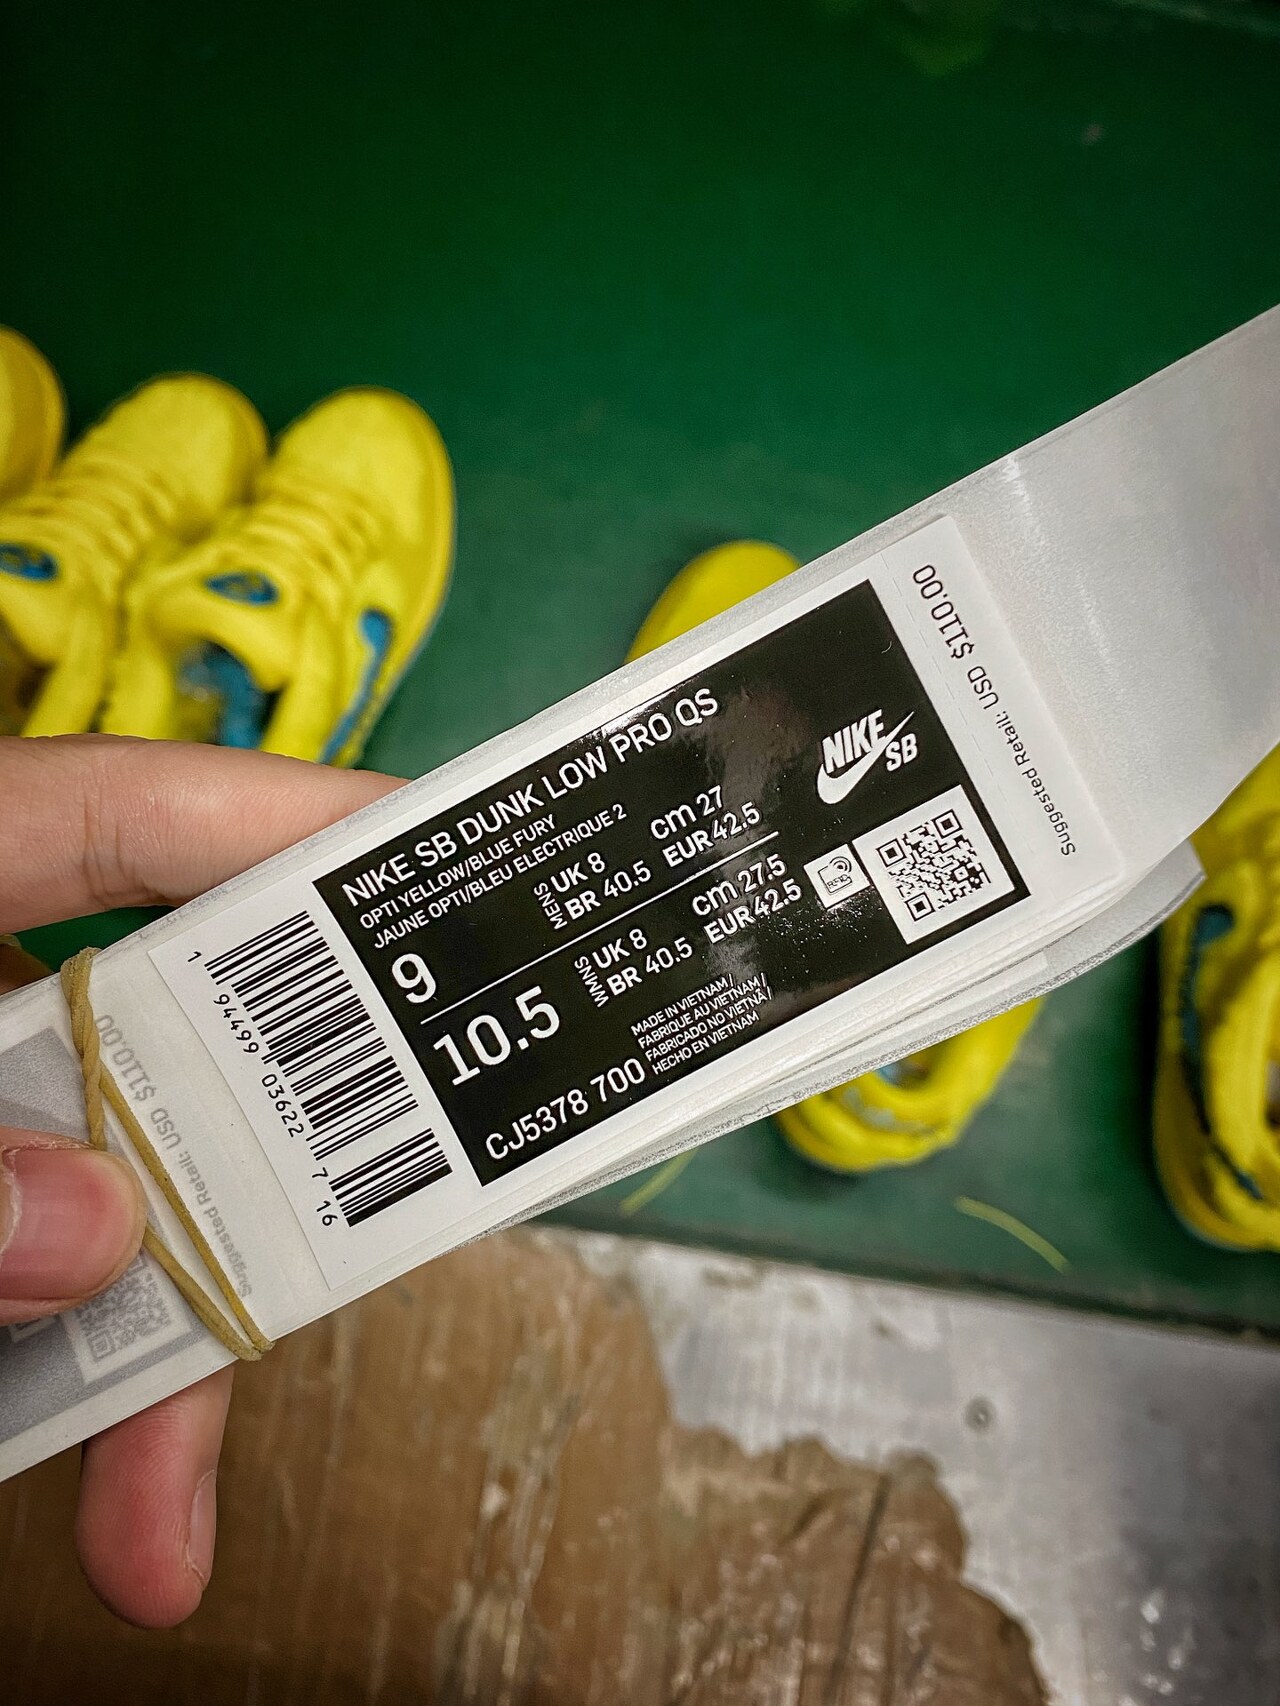 NIKE SB DUNK LOW PRO QS
OPTI YELLOW/BLUE FURY
JAUNE OPTI/BLEU ELECTRIQUE 2
9
MENS
UK 8
BR 40.5
cm 27
EUR 42.5
10.5
WMNS
UK 8
BR 40.5
cm 27.5
EUR 42.5
CJ5378 700
MADE IN VIETNAM /
FABRIQUE AU VIETNAM /
FABRICADO NO VIETNÃ /
HECHO EN VIETNAM
NIKE
SB
RFID
1 94499 03622 7 16
Suggested Retail: USD $110.00
Suggested Retail: USD $110.00